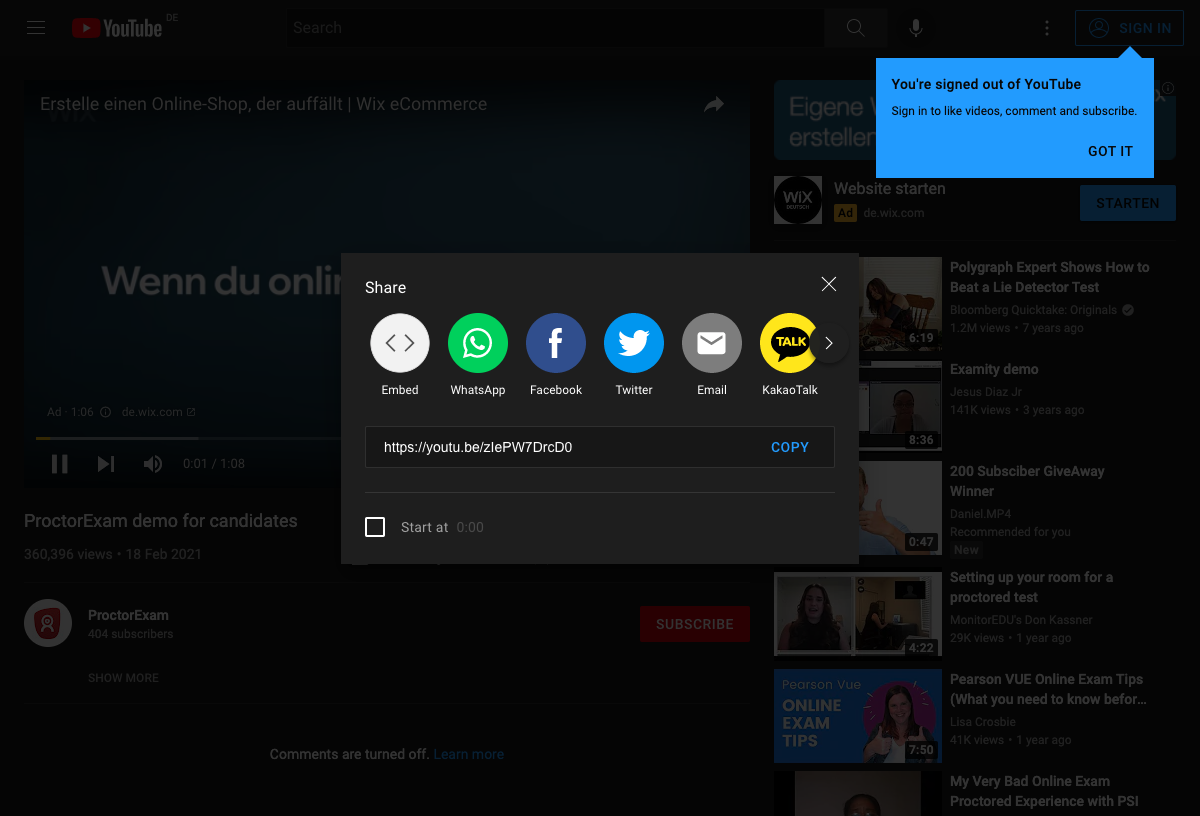 YouTube DE
Search
SIGN IN
You're signed out of YouTube
Sign in to like videos, comment and subscribe.
GOT IT
Erstelle einen Online-Shop, der auffällt | Wix eCommerce
WiX
Wenn du onlin
Ad · 1:06
de.wix.com
0:01 / 1:08
Share
TALK
Embed
WhatsApp
Facebook
Twitter
Email
KakaoTalk
https://youtu.be/zIePW7DrcD0
COPY
Start at 0:00
ProctorExam demo for candidates
360,396 views • 18 Feb 2021
ProctorExam
404 subscribers
SUBSCRIBE
SHOW MORE
Comments are turned off. Learn more
Eigene
erstellen
WiX
DEUTSCH
Website starten
Ad de.wix.com
STARTEN
6:19
Polygraph Expert Shows How to
Beat a Lie Detector Test
Bloomberg Quicktake: Originals
1.2M views • 7 years ago
8:36
Examity demo
Jesus Diaz Jr
141K views • 3 years ago
0:47
200 Subsciber GiveAway
Winner
Daniel.MP4
Recommended for you
New
4:22
Setting up your room for a
proctored test
MonitorEDU's Don Kassner
29K views • 1 year ago
Pearson Vue
ONLINE
EXAM
TIPS
7:50
Pearson VUE Online Exam Tips
(What you need to know befor...
Lisa Crosbie
41K views • 1 year ago
My Very Bad Online Exam
Proctored Experience with PSI